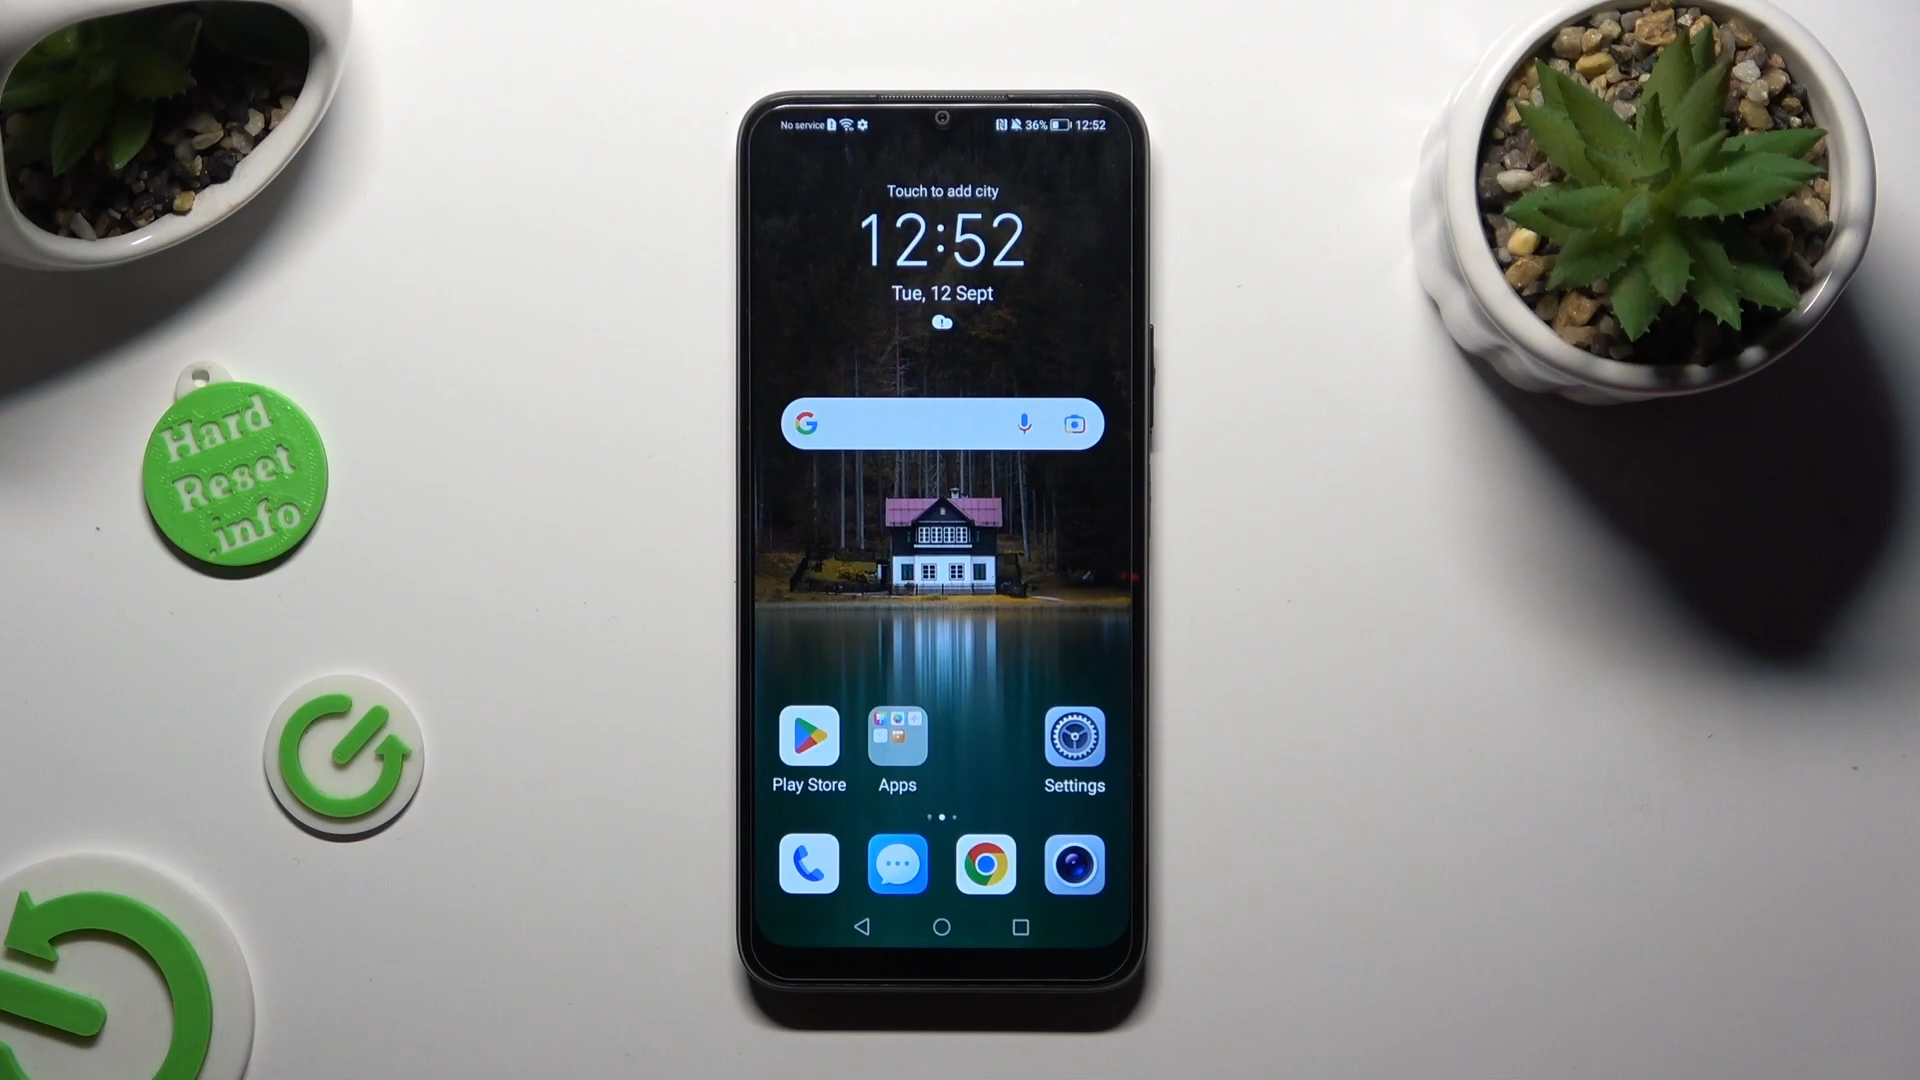 Hard
Reset
.info
No service
36%
12:52
Touch to add city
12:52
Tue, 12 Sept
Play Store
Apps
Settings